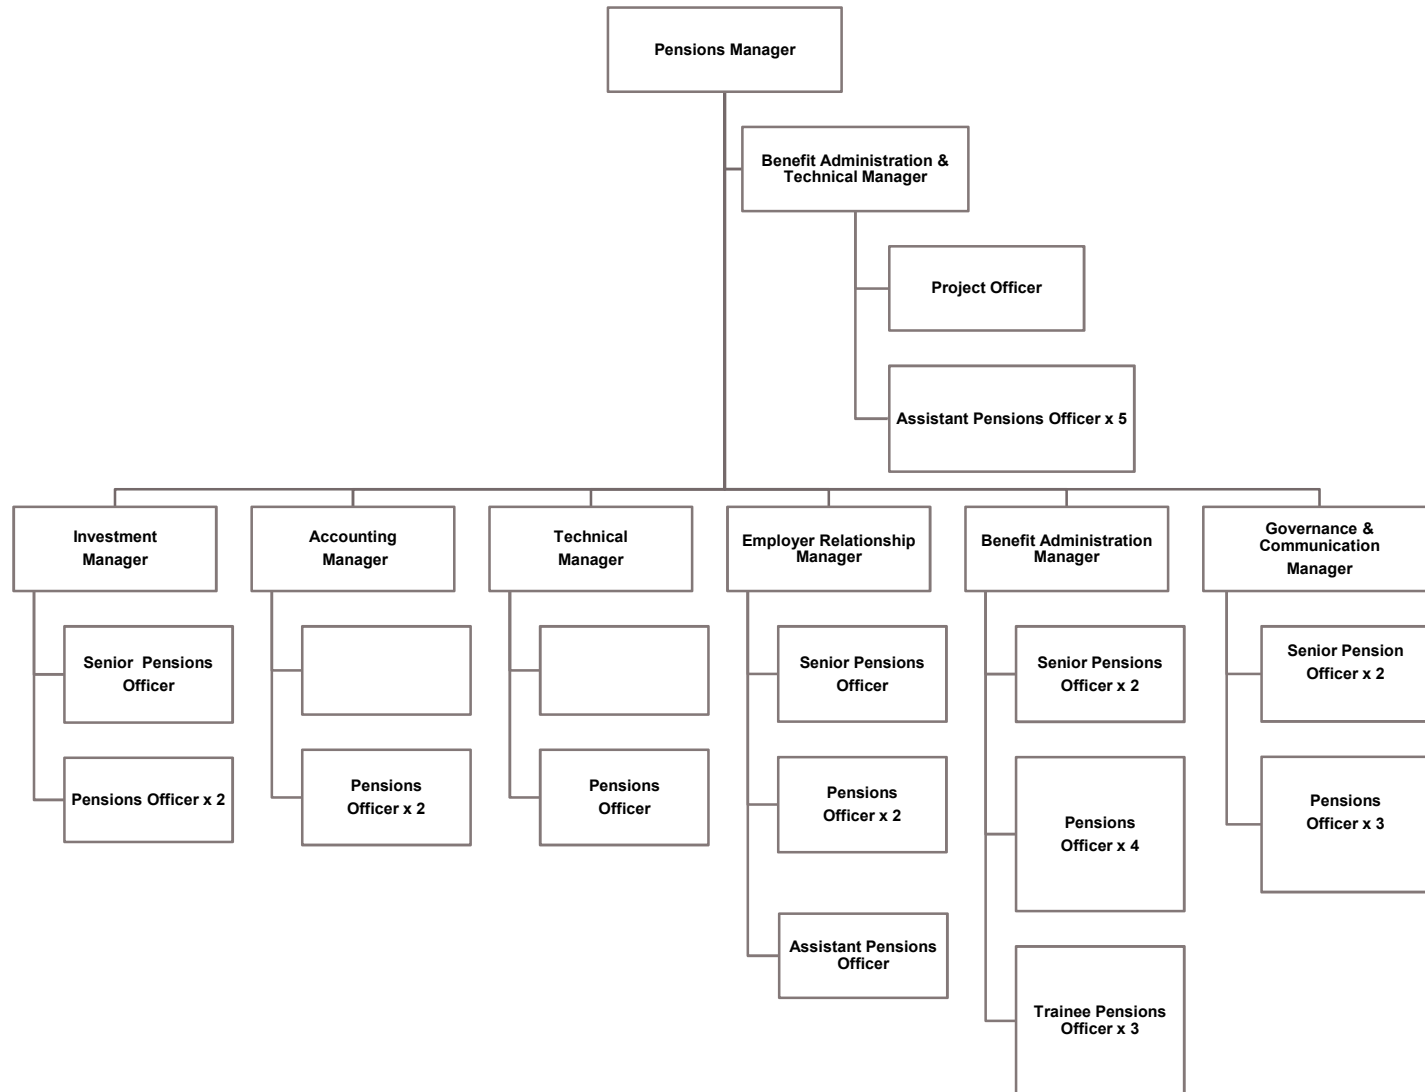 Pensions Manager
Benefit Administration &
Technical Manager
Project Officer
Assistant Pensions Officer x 5
Investment
Manager
Accounting
Manager
Technical
Manager
Employer Relationship
Manager
Benefit Administration
Manager
Governance &
Communication
Manager
Senior  Pensions
Officer
Senior Pensions
Officer
Senior Pensions
Officer x 2
Senior Pension
Officer x 2
Pensions Officer x 2
Pensions
Officer x 2
Pensions
Officer
Pensions
Officer x 2
Pensions
Officer x 4
Pensions
Officer x 3
Assistant Pensions
Officer
Trainee Pensions
Officer x 3